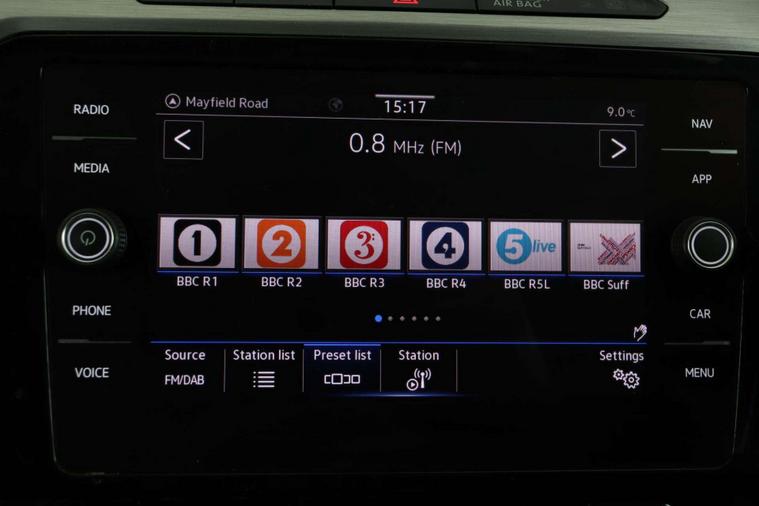 AIR BAG
RADIO
MEDIA
PHONE
VOICE
Mayfield Road
15:17
9.0°C
0.8 MHz (FM)
1
2
3
4
5 live
BBC R1
BBC R2
BBC R3
BBC R4
BBC R5L
BBC Suff
Source
FM/DAB
Station list
Preset list
Station
Settings
NAV
APP
CAR
MENU